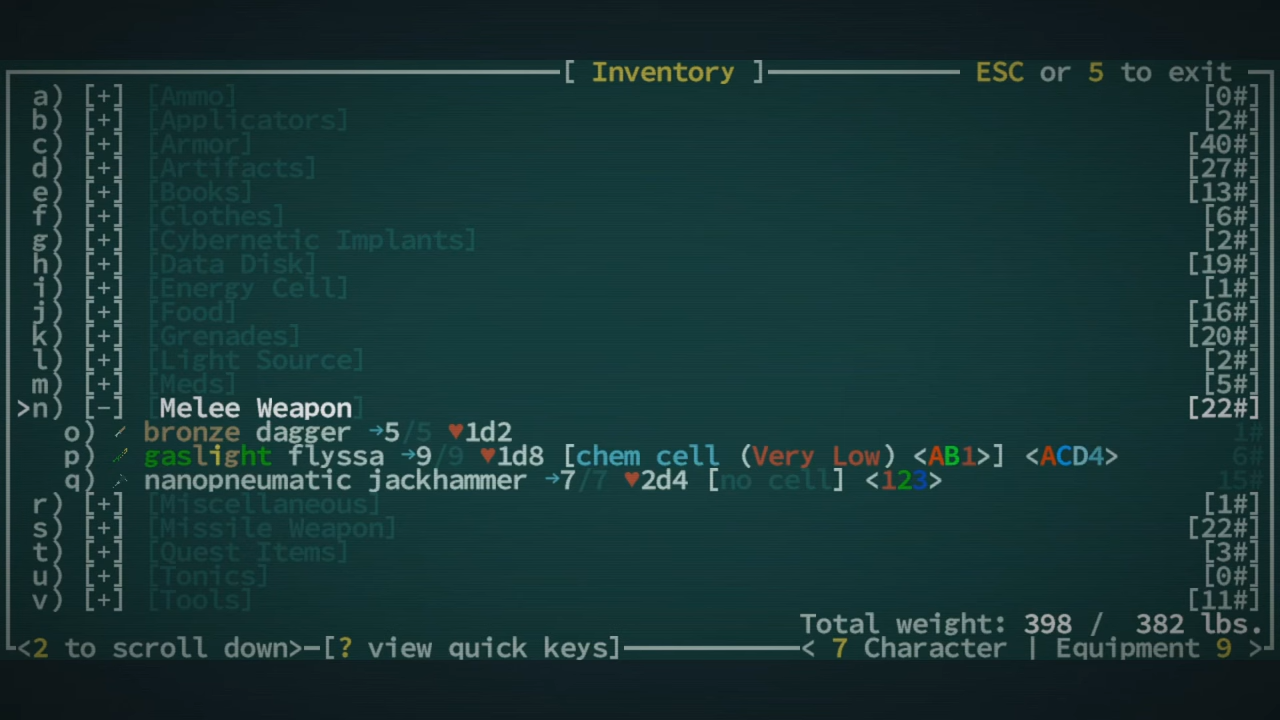 [ Inventory ] ESC or 5 to exit
a) [+] [Ammo] [0#]
b) [+] [Applicators] [2#]
c) [+] [Armor] [40#]
d) [+] [Artifacts] [27#]
e) [+] [Books] [13#]
f) [+] [Clothes] [6#]
g) [+] [Cybernetic Implants] [2#]
h) [+] [Data Disk] [19#]
i) [+] [Energy Cell] [1#]
j) [+] [Food] [16#]
k) [+] [Grenades] [20#]
l) [+] [Light Source] [2#]
m) [+] [Meds] [5#]
>n) [-] Melee Weapon] [22#]
o) bronze dagger →5/5 ♥1d2 1#
p) gaslight flyssa →9/9 ♥1d8 [chem cell (Very Low) <AB1>] <ACD4> 6#
q) nanopneumatic jackhammer →7/7 ♥2d4 [no cell] <123> 15#
r) [+] [Miscellaneous] [1#]
s) [+] [Missile Weapon] [22#]
t) [+] [Quest Items] [3#]
u) [+] [Tonics] [0#]
v) [+] [Tools] [11#]
Total weight: 398 / 382 lbs.
<2 to scroll down> [? view quick keys] < 7 Character | Equipment 9 >